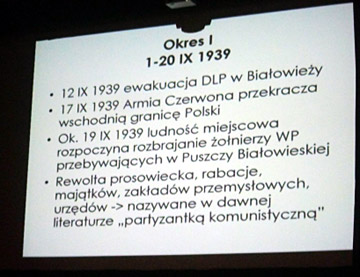 Okres I
1-20 IX 1939
• 12 IX 1939 ewakuacja DLP w Białowieży
• 17 IX 1939 Armia Czerwona przekracza
wschodnią granicę Polski
• Ok. 19 IX 1939 ludność miejscowa
rozpoczyna rozbrajanie żołnierzy WP
przebywających w Puszczy Białowieskiej
• Rewolta prosowiecka, rabacje,
majątków, zakładów przemysłowych,
urzędów -> nazywane w dawnej
literaturze „partyzantką komunistyczną"